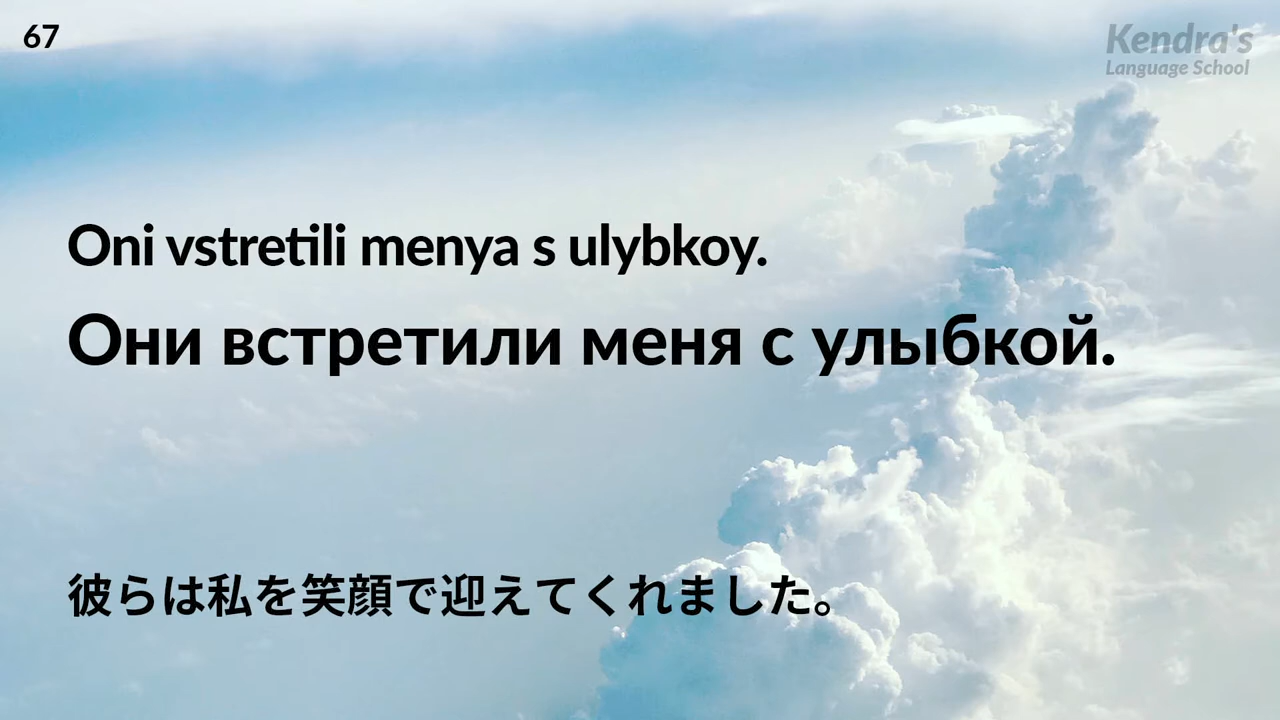 67
Kendra's
Language School
Oni vstretili menya s ulybkoy.
Они встретили меня с улыбкой.
彼らは私を笑顔で迎えてくれました。